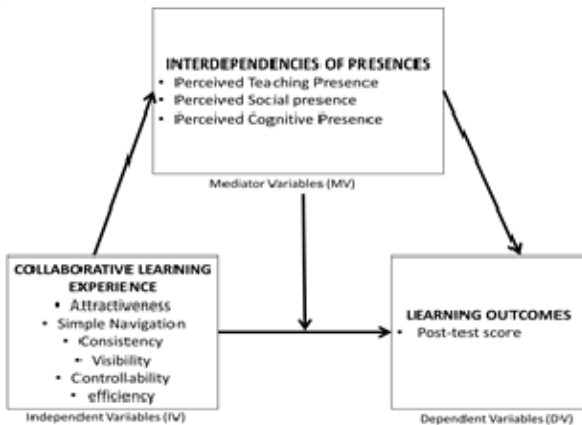 INTERDEPENDENCIES OF PRESENCES
• Perceived Teaching Presence
• Perceived Social presence
• Perceived Cognitive Presence
Mediator Variables (MV)
COLLABORATIVE LEARNING
EXPERIENCE
• Attractiveness
• Simple Navigation
• Consistency
• Visibility
• Controllability
• efficiency
Independent Variables (IV)
LEARNING OUTCOMES
• Post-test score
Dependent Variables (DV)